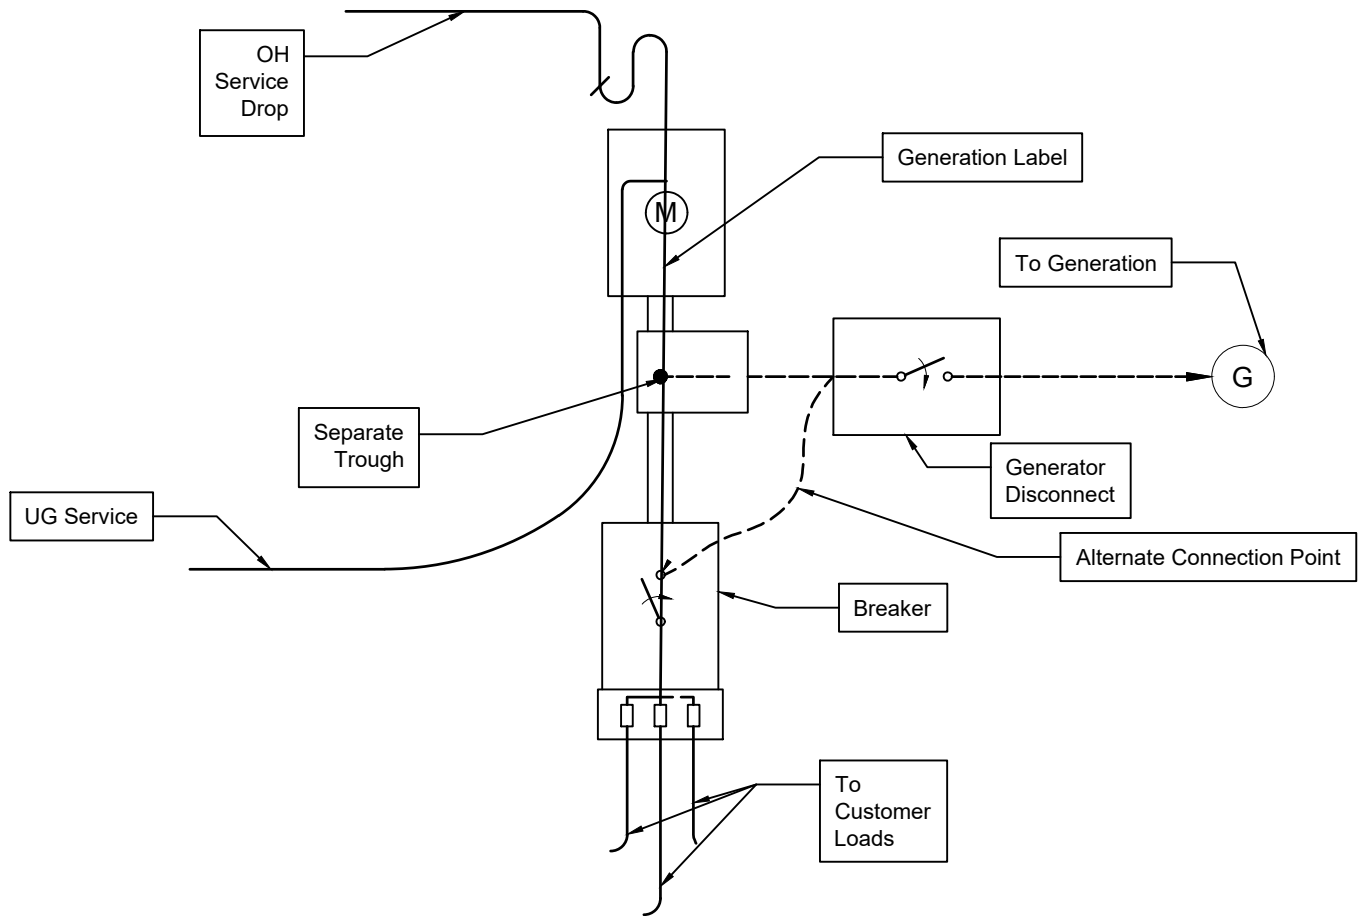 OH
Service
Drop
Generation Label
M
To Generation
G
Separate
Trough
Generator
Disconnect
UG Service
Alternate Connection Point
Breaker
To
Customer
Loads